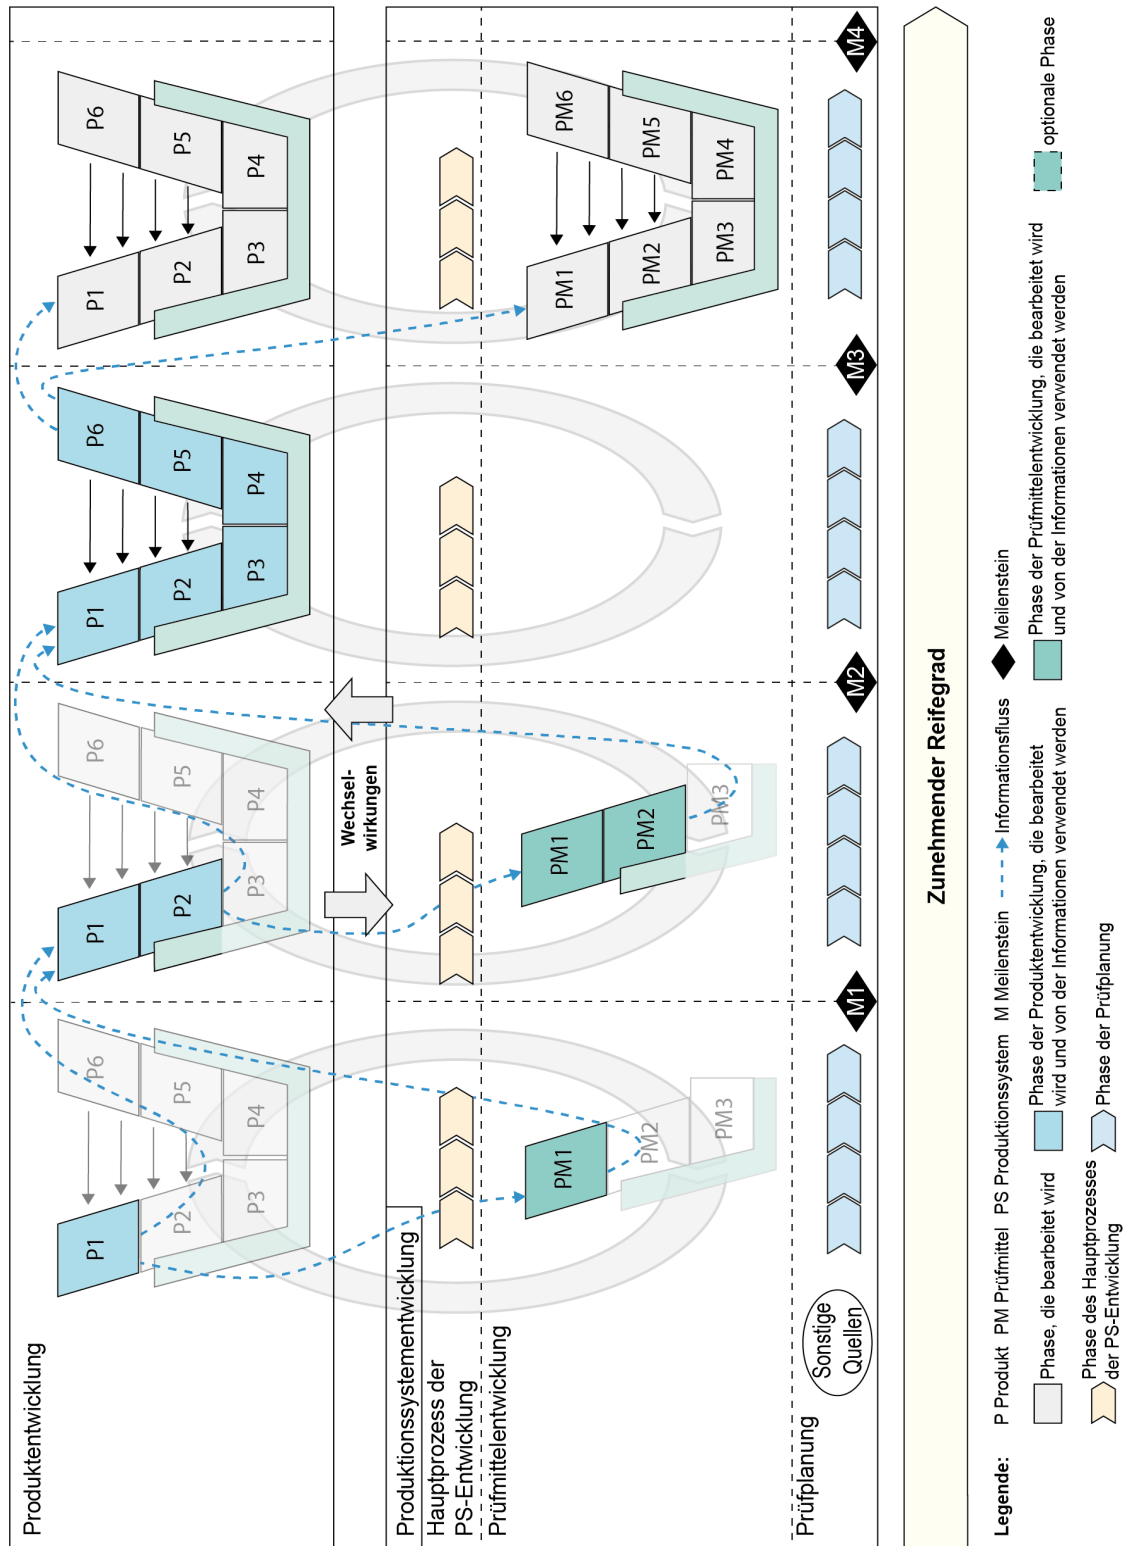 Produktentwicklung
P1
P2
P3
P4
P5
P6
P1
P2
P3
P4
P5
P6
P1
P2
P3
P4
P5
P6
P1
P2
P3
P4
P5
P6
Wechsel-
wirkungen
Produktionssystementwicklung
Hauptprozess der
PS-Entwicklung
Prüfmittelentwicklung
PM1
PM2
PM3
PM1
PM2
PM3
PM1
PM2
PM3
PM4
PM5
PM6
Prüfplanung
Sonstige
Quellen
M1
M2
M3
M4
Zunehmender Reifegrad
Legende:
P Produkt PM Prüfmittel PS Produktionssystem M Meilenstein Informationsfluss Meilenstein
Phase, die bearbeitet wird
Phase der Produktentwicklung, die bearbeitet
wird und von der Informationen verwendet werden
Phase der Prüfmittelentwicklung, die bearbeitet wird
und von der Informationen verwendet werden
optionale Phase
Phase des Hauptprozesses
der PS-Entwicklung
Phase der Prüfplanung